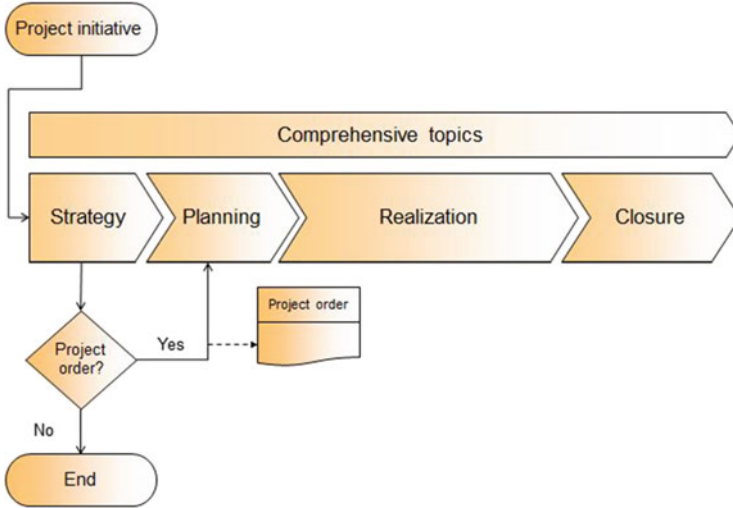 Project initiative
Comprehensive topics
Strategy
Planning
Realization
Closure
Project order
Project
order?
Yes
No
End